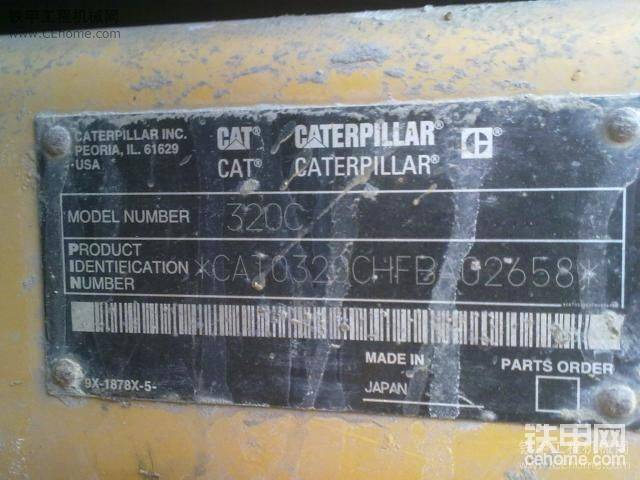 铁甲工程机械网
www.CEhome.com
CATERPILLAR INC.
PEORIA, IL. 61629
USA
CAT® CATERPILLAR®
CAT® CATERPILLAR®
MODEL NUMBER 320C
PRODUCT
IDENTIFICATION
NUMBER
*CAT0320CHFBA02658*
MADE IN
JAPAN
PARTS ORDER
9X-1878X-5-
铁甲网
cehome.com